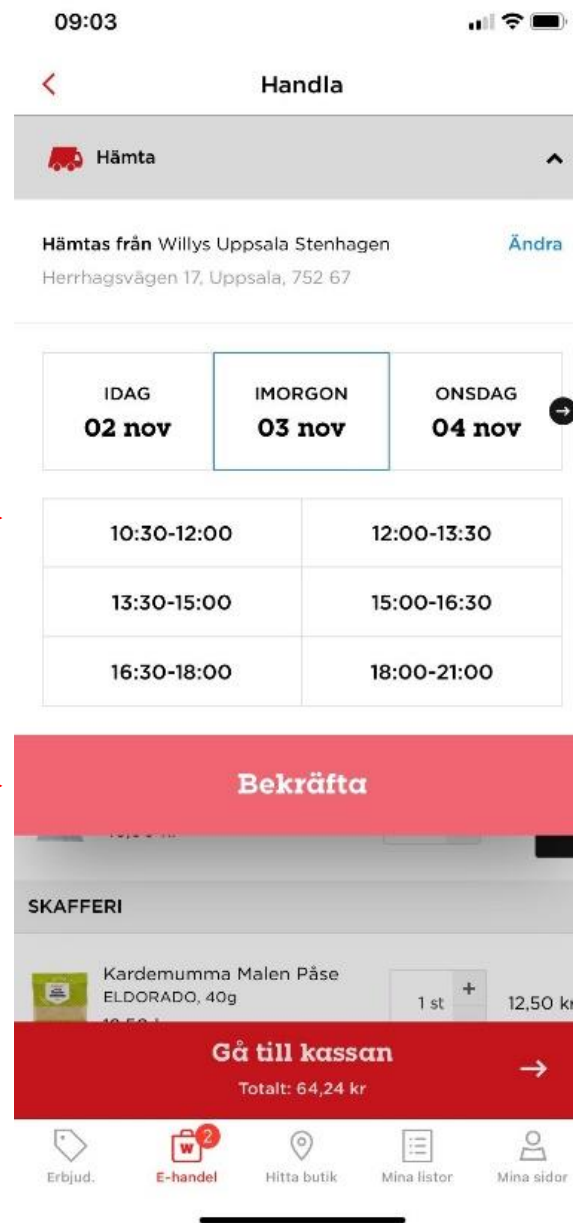 09:03
Handla
Hämta
Hämtas från Willys Uppsala Stenhagen
Ändra
Herrhagsvägen 17, Uppsala, 752 67
IDAG
02 nov
IMORGON
03 nov
ONSDAG
04 nov
10:30-12:00
12:00-13:30
13:30-15:00
15:00-16:30
16:30-18:00
18:00-21:00
Bekräfta
SKAFFERI
Kardemumma Malen Påse
ELDORADO, 40g
1 st
+
12,50 kr
Gå till kassan
Totalt: 64,24 kr
W
2
Erbjud.
E-handel
Hitta butik
Mina listor
Mina sidor